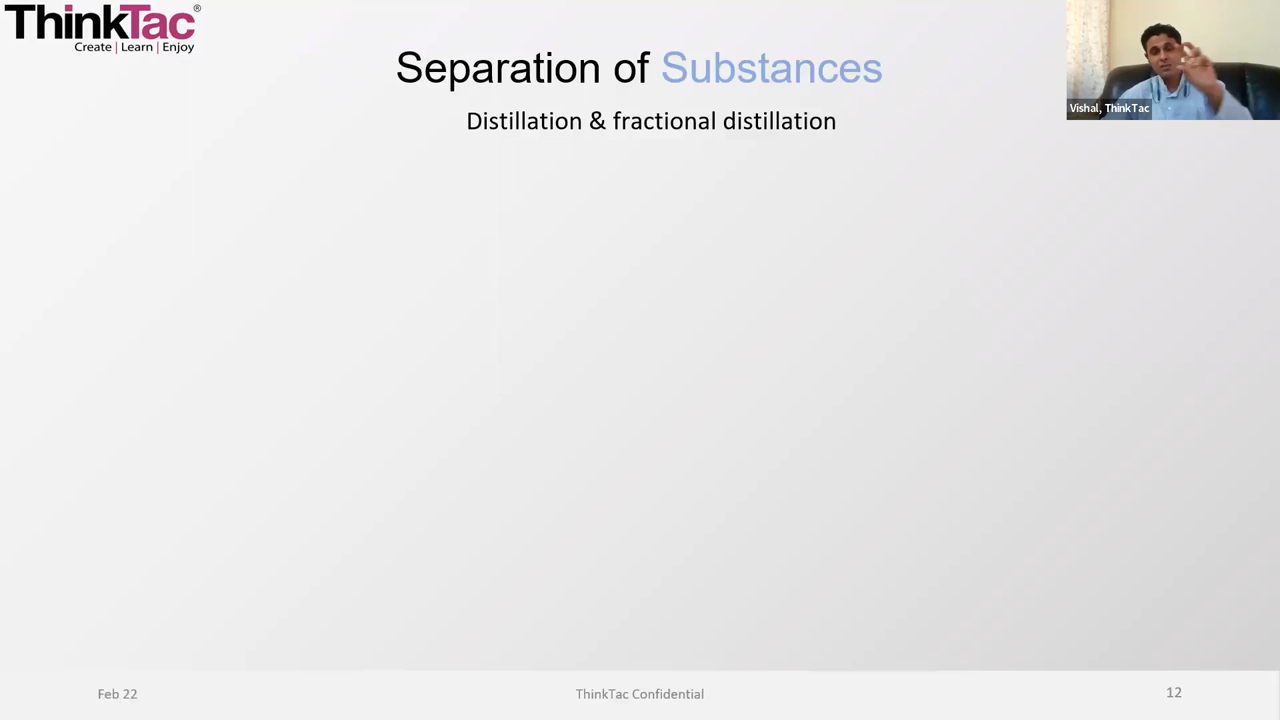 ThinkTac®
Create | Learn | Enjoy
Separation of Substances
Distillation & fractional distillation
Vishal, ThinkTac
Feb 22
ThinkTac Confidential
12